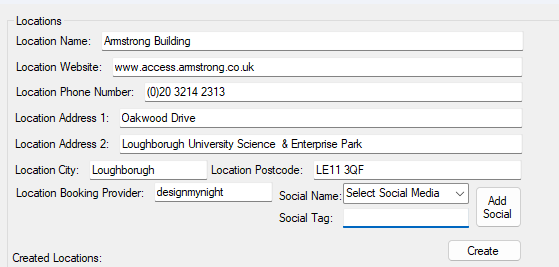 Locations
Location Name: Armstrong Building
Location Website: www.access.armstrong.co.uk
Location Phone Number: (0)20 3214 2313
Location Address 1: Oakwood Drive
Location Address 2: Loughborugh University Science & Enterprise Park
Location City: Loughborugh Location Postcode: LE11 3QF
Location Booking Provider: designmynight Social Name: Select Social Media Add Social
Social Tag:
Create
Created Locations: